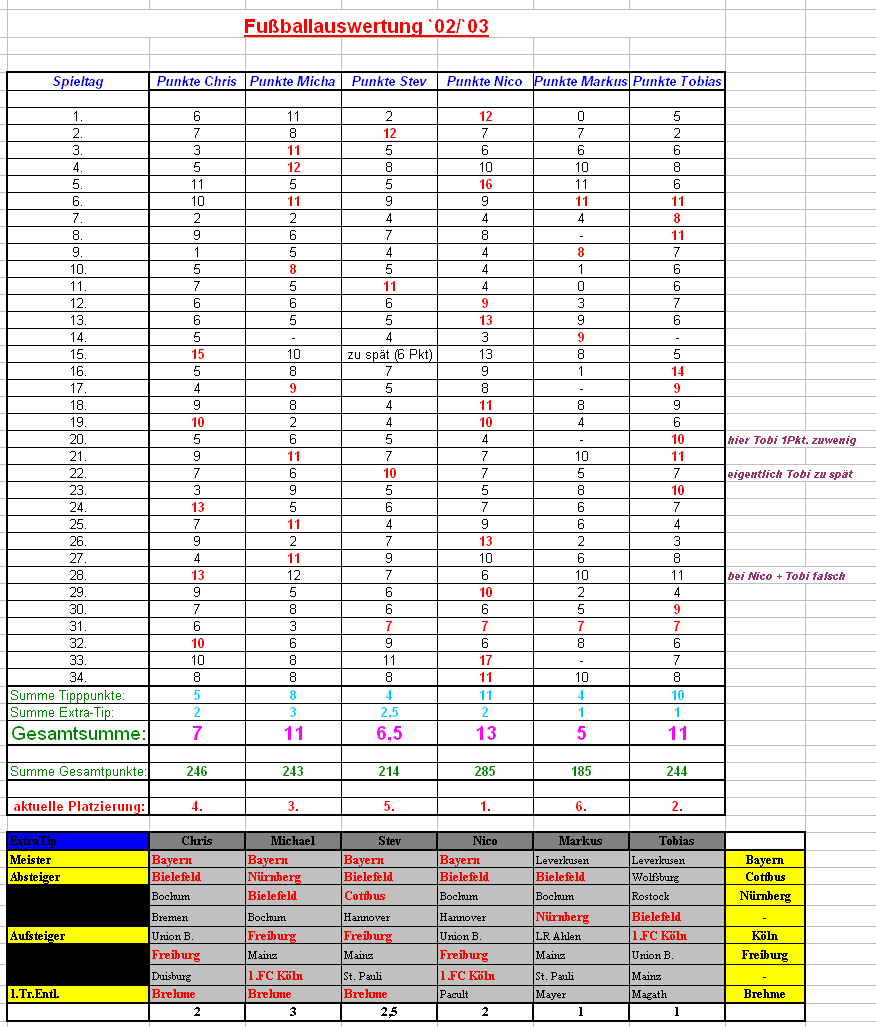 Fußballauswertung `02/`03
Spieltag Punkte Chris Punkte Micha Punkte Stev Punkte Nico Punkte Markus Punkte Tobias
1. 6 11 2 12 0 5
2. 7 8 12 7 7 2
3. 3 11 5 6 6 6
4. 5 12 8 10 10 8
5. 11 5 5 16 11 6
6. 10 11 9 9 11 11
7. 2 2 4 4 4 8
8. 9 6 7 8 - 11
9. 1 5 4 4 8 7
10. 5 8 5 4 1 6
11. 7 5 11 4 0 6
12. 6 6 6 9 3 7
13. 6 5 5 13 9 6
14. 5 - 4 3 9 -
15. 15 10 zu spät (6 Pkt) 13 8 5
16. 5 8 7 9 1 14
17. 4 9 5 8 - 9
18. 9 8 4 11 8 9
19. 10 2 4 10 4 6
20. 5 6 5 4 - 10 hier Tobi 1Pkt. zuwenig
21. 9 11 7 7 10 11
22. 7 6 10 7 5 7 eigentlich Tobi zu spät
23. 3 9 5 5 8 10
24. 13 5 6 7 6 7
25. 7 11 4 9 6 4
26. 9 2 7 13 2 3
27. 4 11 9 10 6 8
28. 13 12 7 6 10 11 bei Nico + Tobi falsch
29. 9 5 6 10 2 4
30. 7 8 6 6 5 9
31. 6 3 7 7 7 7
32. 10 6 9 6 8 6
33. 10 8 11 17 - 7
34. 8 8 8 11 10 8
Summe Tipppunkte: 5 8 4 11 4 10
Summe Extra-Tip: 2 3 2,5 2 1 1
Gesamtsumme: 7 11 6,5 13 5 11
Summe Gesamtpunkte: 246 243 214 285 185 244
aktuelle Platzierung: 4. 3. 5. 1. 6. 2.
ExtraTip Chris Michael Stev Nico Markus Tobias
Meister Bayern Bayern Bayern Bayern Leverkusen Leverkusen Bayern
Absteiger Bielefeld Nürnberg Bielefeld Bielefeld Bielefeld Wolfsburg Cottbus
Bochum Bielefeld Cottbus Bochum Bochum Rostock Nürnberg
Bremen Bochum Hannover Hannover Nürnberg Bielefeld -
Aufsteiger Union B. Freiburg Freiburg Union B. LR Ahlen 1.FC Köln Köln
Freiburg Mainz Mainz Freiburg Mainz Union B. Freiburg
Duisburg 1.FC Köln St. Pauli 1.FC Köln St. Pauli Mainz -
1.Tr.Entl. Brehme Brehme Brehme Pacult Mayer Magath Brehme
2 3 2,5 2 1 1